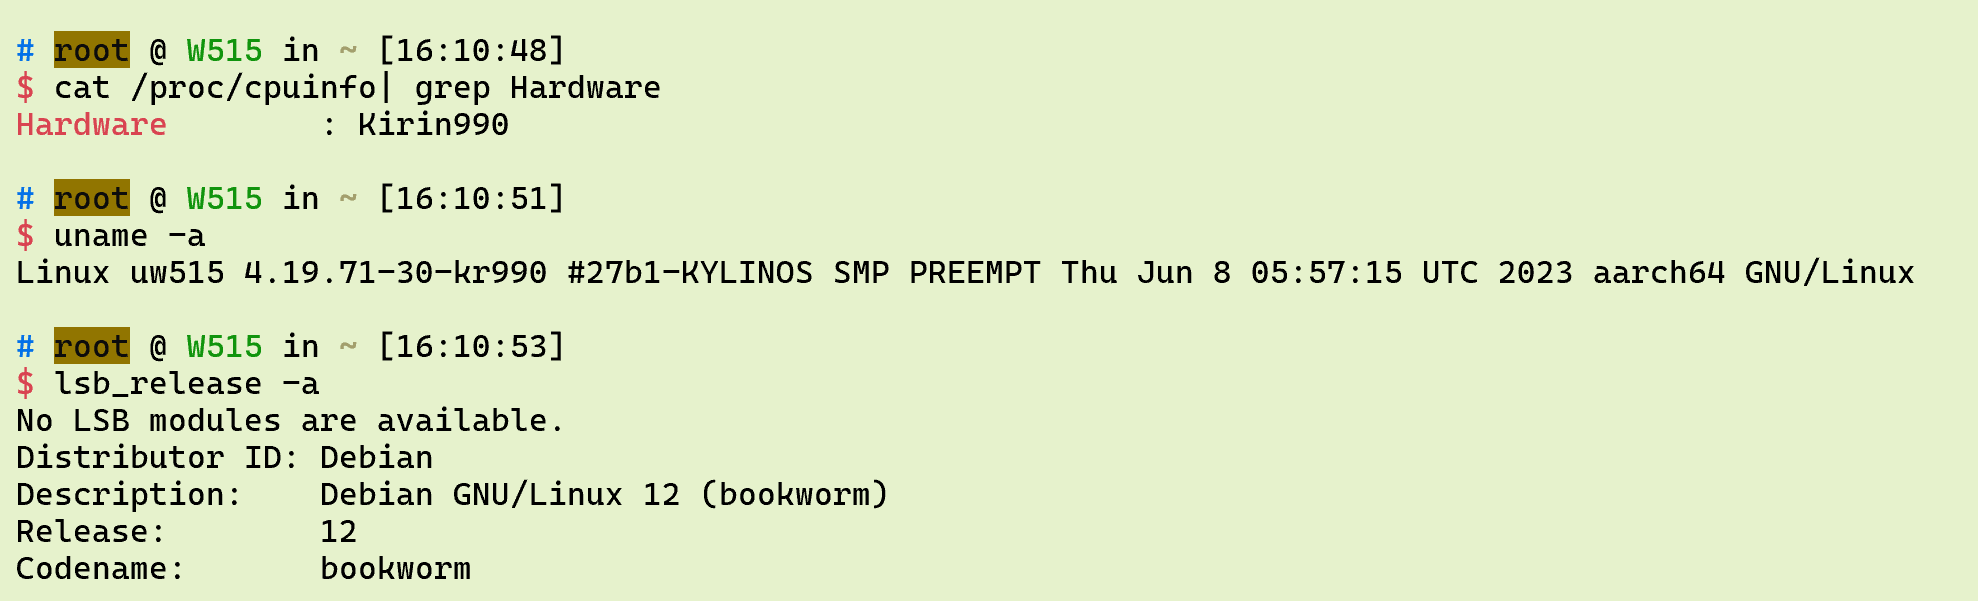 # root @ W515 in ~ [16:10:48]
$ cat /proc/cpuinfo| grep Hardware
Hardware        : Kirin990
# root @ W515 in ~ [16:10:51]
$ uname -a
Linux uw515 4.19.71-30-kr990 #27b1-KYLINOS SMP PREEMPT Thu Jun 8 05:57:15 UTC 2023 aarch64 GNU/Linux
# root @ W515 in ~ [16:10:53]
$ lsb_release -a
No LSB modules are available.
Distributor ID: Debian
Description:    Debian GNU/Linux 12 (bookworm)
Release:        12
Codename:       bookworm